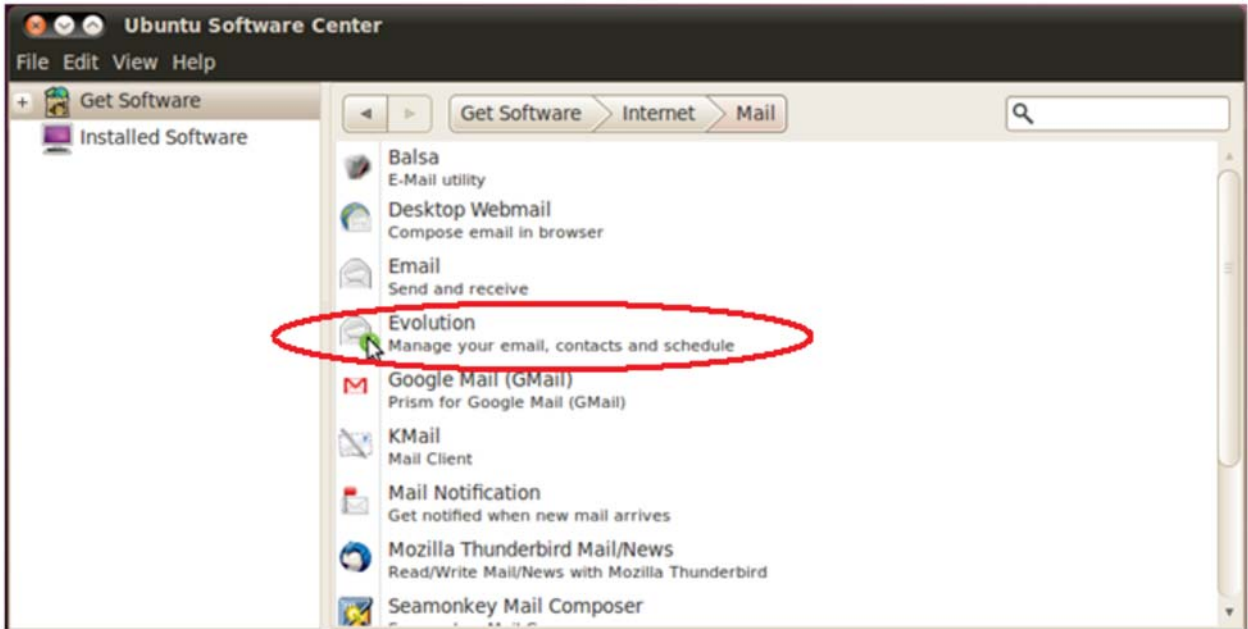 Ubuntu Software Center
File Edit View Help
Get Software
Installed Software
Get Software Internet Mail
Balsa
E-Mail utility
Desktop Webmail
Compose email in browser
Email
Send and receive
Evolution
Manage your email, contacts and schedule
Google Mail (GMail)
Prism for Google Mail (GMail)
KMail
Mail Client
Mail Notification
Get notified when new mail arrives
Mozilla Thunderbird Mail/News
Read/Write Mail/News with Mozilla Thunderbird
Seamonkey Mail Composer